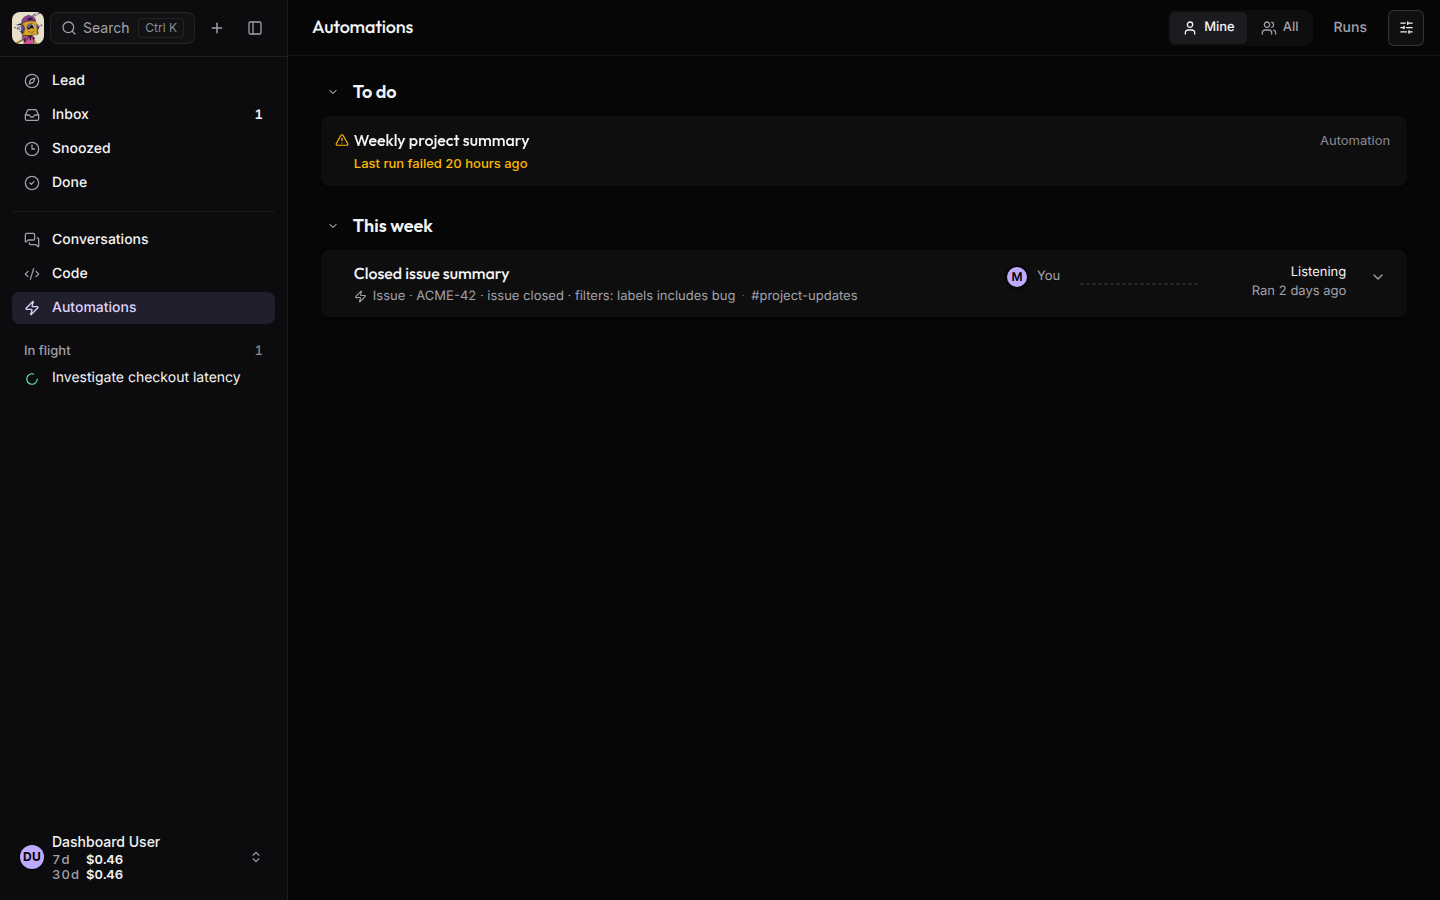 Search Ctrl K
Lead
Inbox 1
Snoozed
Done
Conversations
Code
Automations
In flight 1
Investigate checkout latency
DU
Dashboard User
7d $0.46
30d $0.46
Automations
Mine
All
Runs
To do
Weekly project summary
Automation
Last run failed 20 hours ago
This week
Closed issue summary
Issue · ACME-42 · issue closed · filters: labels includes bug · #project-updates
M You
Listening
Ran 2 days ago